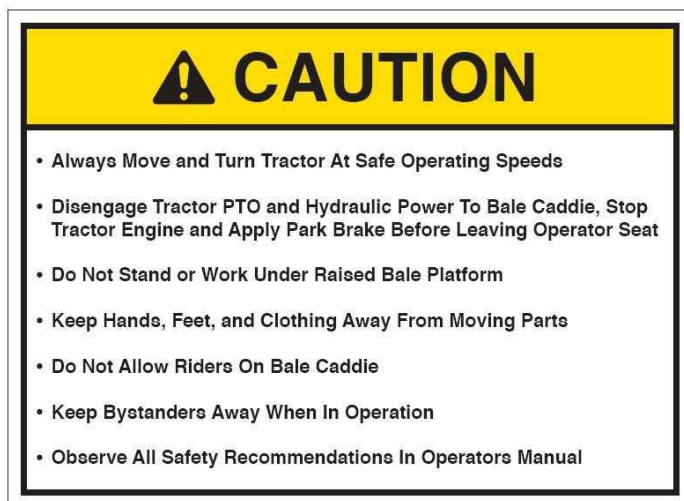 CAUTION
• Always Move and Turn Tractor At Safe Operating Speeds
• Disengage Tractor PTO and Hydraulic Power To Bale Caddie, Stop
Tractor Engine and Apply Park Brake Before Leaving Operator Seat
• Do Not Stand or Work Under Raised Bale Platform
• Keep Hands, Feet, and Clothing Away From Moving Parts
• Do Not Allow Riders On Bale Caddie
• Keep Bystanders Away When In Operation
• Observe All Safety Recommendations In Operators Manual